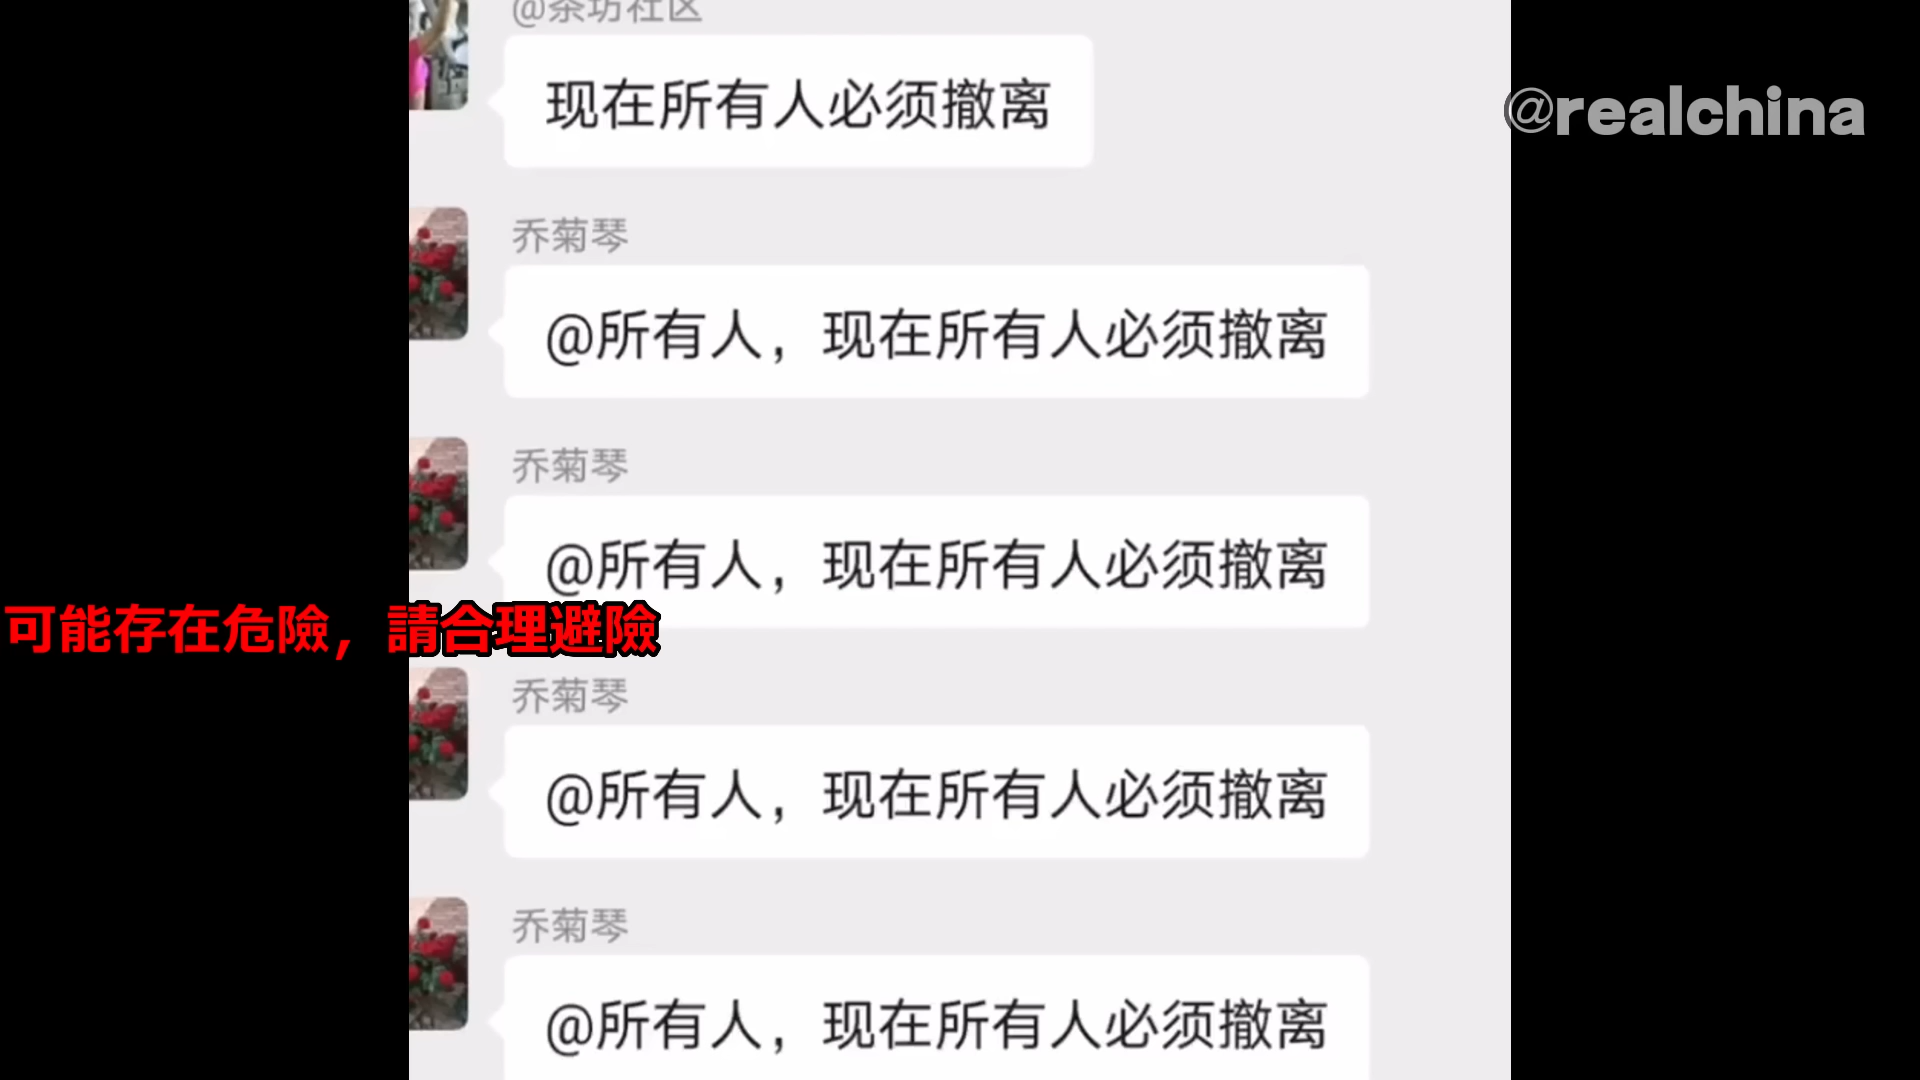 @茶坊社区
现在所有人必须撤离
@realchina
乔菊琴
@所有人，现在所有人必须撤离
乔菊琴
@所有人，现在所有人必须撤离
可能存在危險，請合理避險
乔菊琴
@所有人，现在所有人必须撤离
乔菊琴
@所有人，现在所有人必须撤离